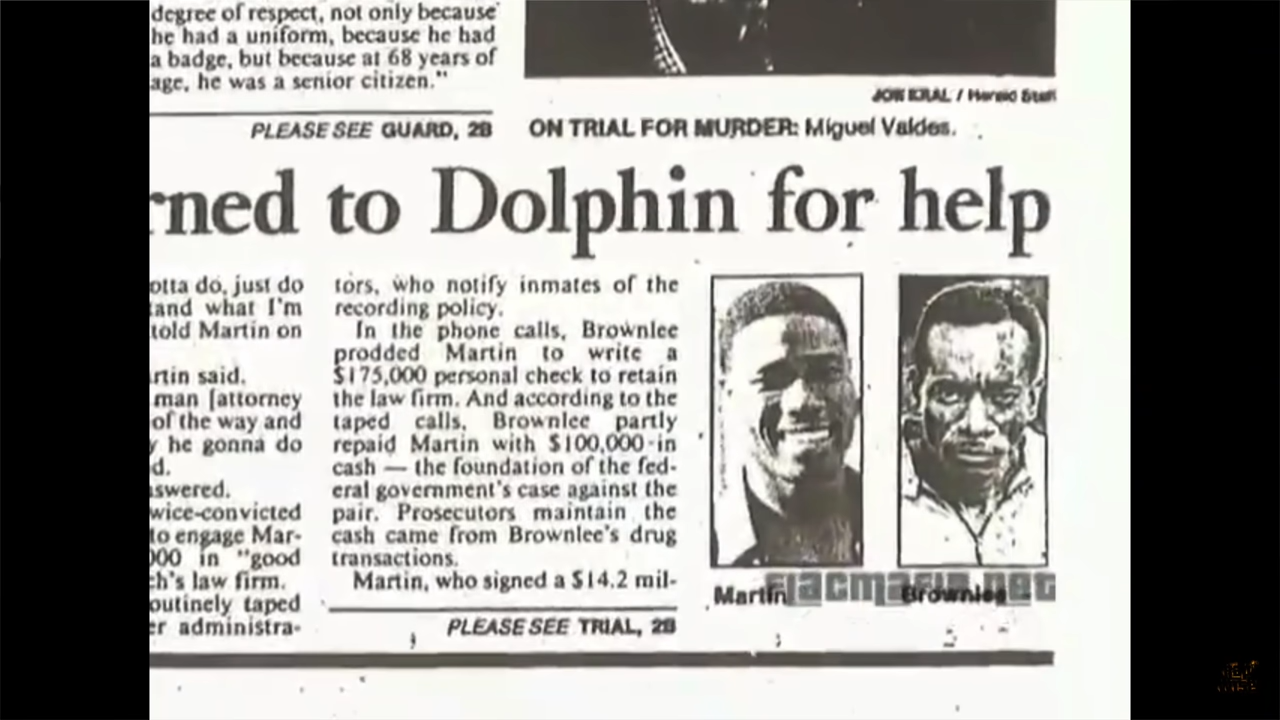 degree of respect, not only because
he had a uniform, because he had
a badge, but because at 68 years of
age, he was a senior citizen."
PLEASE SEE GUARD, 2B
JON KRAL / Herald Staff
ON TRIAL FOR MURDER: Miguel Valdes.
rned to Dolphin for help
otta do, just do
and what I'm
told Martin on
rtin said.
man [attorney
of the way and
y he gonna do
d.
swered.
wice-convicted
to engage Mar-
000 in "good
ch's law firm.
outinely taped
er administra-
tors, who notify inmates of the
recording policy.
In the phone calls, Brownlee
prodded Martin to write a
$175,000 personal check to retain
the law firm. And according to the
taped calls, Brownlee partly
repaid Martin with $100,000 in
cash — the foundation of the fed-
eral government's case against the
pair. Prosecutors maintain the
cash came from Brownlee's drug
transactions.
Martin, who signed a $14.2 mil-
PLEASE SEE TRIAL, 2B
Martin
Brownlee